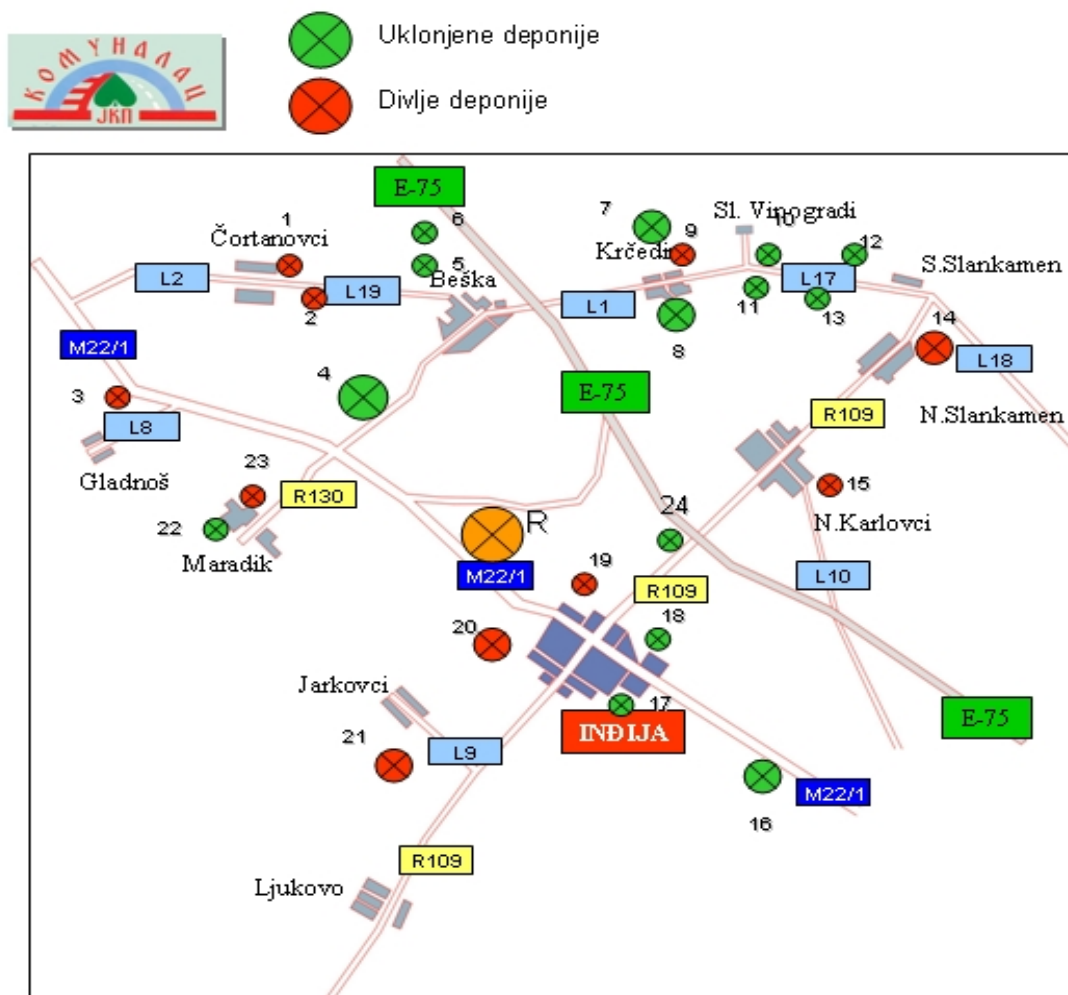 КОМУНАЛАЦ
ЈКП
Uklonjene deponije
Divlje deponije
E-75
1
6
7
Sl. Vinogradi
10
9
12
Čortanovci
Krčedin
S.Slankamen
L2
5
Beška
L19
L1
L17
11
13
2
14
M22/1
8
L18
4
E-75
3
L8
R109
N.Slankamen
Gladnoš
23
R130
15
22
24
R
N.Karlovci
Maradik
M22/1
19
L10
R109
18
20
Jarkovci
17
INĐIJA
E-75
21
L9
M22/1
16
R109
Ljukovo